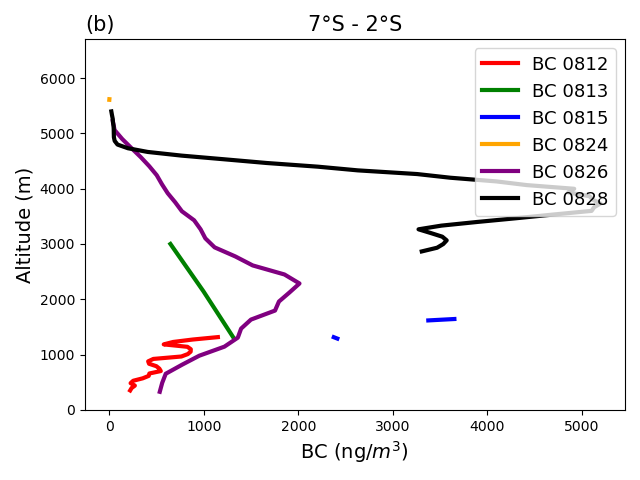 (b) 7°S - 2°S
BC 0812
BC 0813
BC 0815
BC 0824
BC 0826
BC 0828
Altitude (m)
6000
5000
4000
3000
2000
1000
0
0 1000 2000 3000 4000 5000
BC (ng/m³)